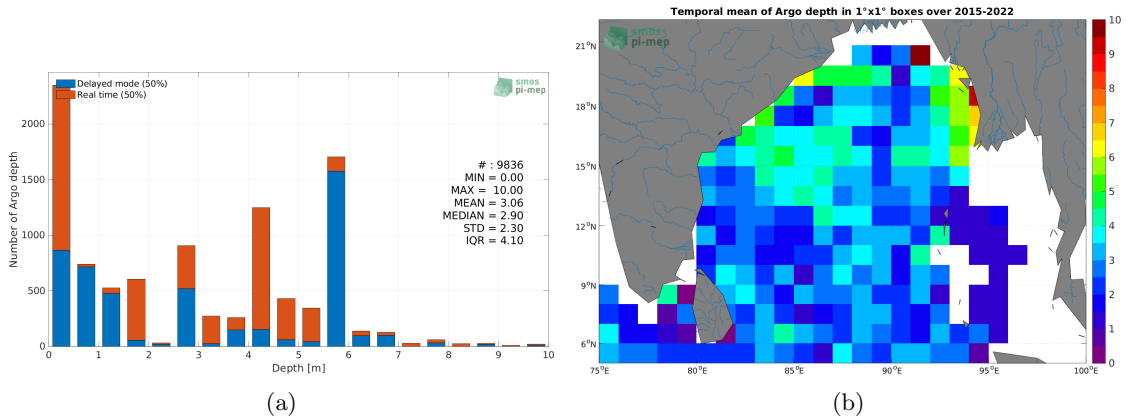 smos
pi-mep
Delayed mode (50%)
Real time (50%)
# : 9836
MIN = 0.00
MAX = 10.00
MEAN = 3.06
MEDIAN = 2.90
STD = 2.30
IQR = 4.10
Number of Argo depth
2000
1500
1000
500
0
0 1 2 3 4 5 6 7 8 9 10
Depth [m]
(a)
Temporal mean of Argo depth in 1°x1° boxes over 2015-2022
smos
pi-mep
21°N
18°N
15°N
12°N
9°N
6°N
75°E 80°E 85°E 90°E 95°E 100°E
10
9
8
7
6
5
4
3
2
1
0
(b)